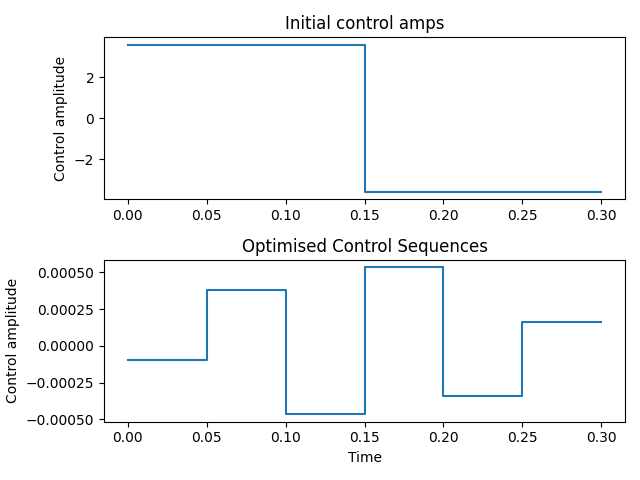 Initial control amps
Control amplitude
2
0
−2
0.00 0.05 0.10 0.15 0.20 0.25 0.30
Optimised Control Sequences
Control amplitude
0.00050
0.00025
0.00000
−0.00025
−0.00050
0.00 0.05 0.10 0.15 0.20 0.25 0.30
Time